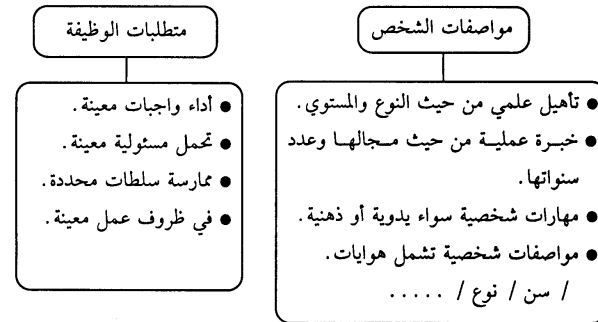 مواصفات الشخص
تأهيل علمي من حيث النوع والمستوي.
خبرة عملية من حيث مجالها وعدد
سنواتها.
مهارات شخصية سواء يدوية أو ذهنية.
مواصفات شخصية تشمل هوايات.
/ سن / نوع / .....
متطلبات الوظيفة
أداء واجبات معينة.
تحمل مسئولية معينة.
ممارسة سلطات محددة.
في ظروف عمل معينة.